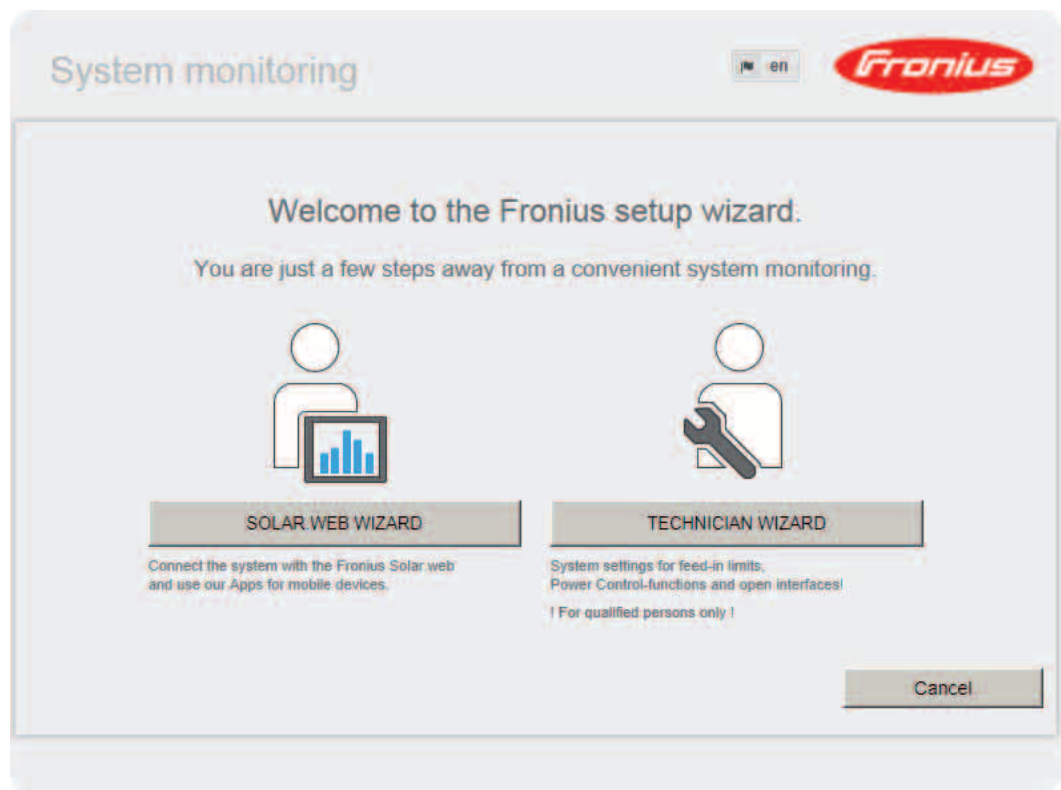 System monitoring
en
Fronius
Welcome to the Fronius setup wizard.
You are just a few steps away from a convenient system monitoring.
SOLAR.WEB WIZARD
TECHNICIAN WIZARD
Connect the system with the Fronius Solar.web
and use our Apps for mobile devices.
System settings for feed-in limits,
Power Control-functions and open interfaces!
! For qualified persons only !
Cancel